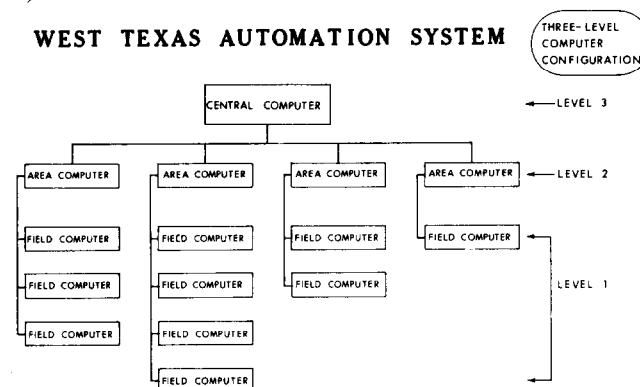 WEST TEXAS AUTOMATION SYSTEM
THREE-LEVEL
COMPUTER
CONFIGURATION
CENTRAL COMPUTER
LEVEL 3
AREA COMPUTER
AREA COMPUTER
AREA COMPUTER
AREA COMPUTER
LEVEL 2
FIELD COMPUTER
FIELD COMPUTER
FIELD COMPUTER
FIELD COMPUTER
FIELD COMPUTER
FIELD COMPUTER
FIELD COMPUTER
LEVEL 1
FIELD COMPUTER
FIELD COMPUTER
FIELD COMPUTER